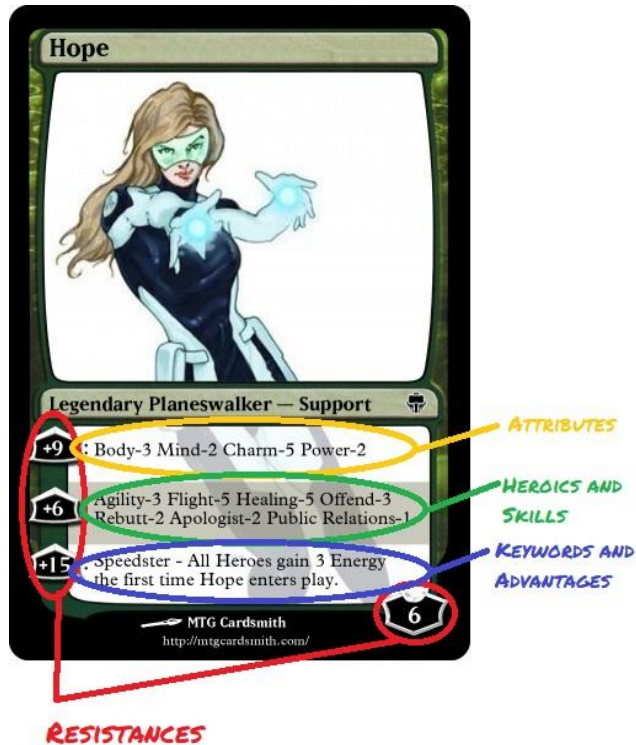 Hope
Legendary Planeswalker — Support
+9 : Body-3 Mind-2 Charm-5 Power-2
ATTRIBUTES
+6 Agility-3 Flight-5 Healing-5 Offend-3
Rebutt-2 Apologist-2 Public Relations-1
HEROICS AND
SKILLS
+15 : Speedster - All Heroes gain 3 Energy
the first time Hope enters play.
KEYWORDS AND
ADVANTAGES
6
MTG Cardsmith
http://mtgcardsmith.com/
RESISTANCES